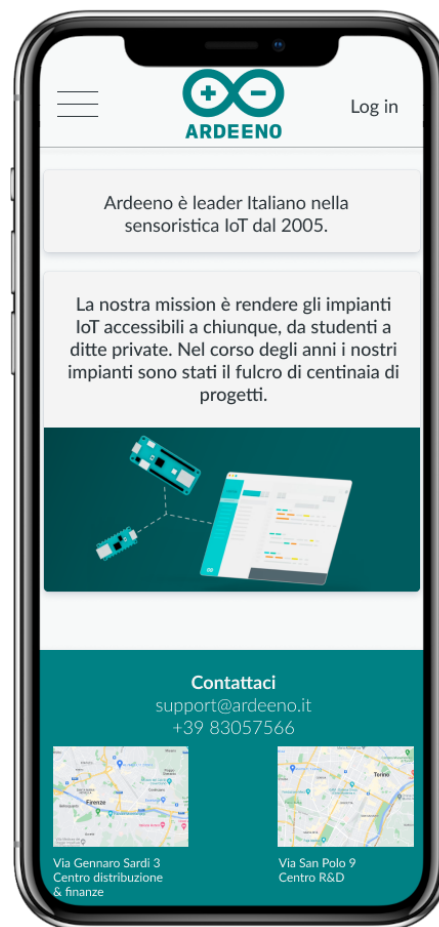 Log in
ARDEENO
Ardeeno è leader Italiano nella
sensoristica IoT dal 2005.
La nostra mission è rendere gli impianti
IoT accessibili a chiunque, da studenti a
ditte private. Nel corso degli anni i nostri
impianti sono stati il fulcro di centinaia di
progetti.
Contattaci
support@ardeeno.it
+39 83057566
Firenze
Torino
Via Gennaro Sardi 3
Centro distribuzione
& finanze
Via San Polo 9
Centro R&D